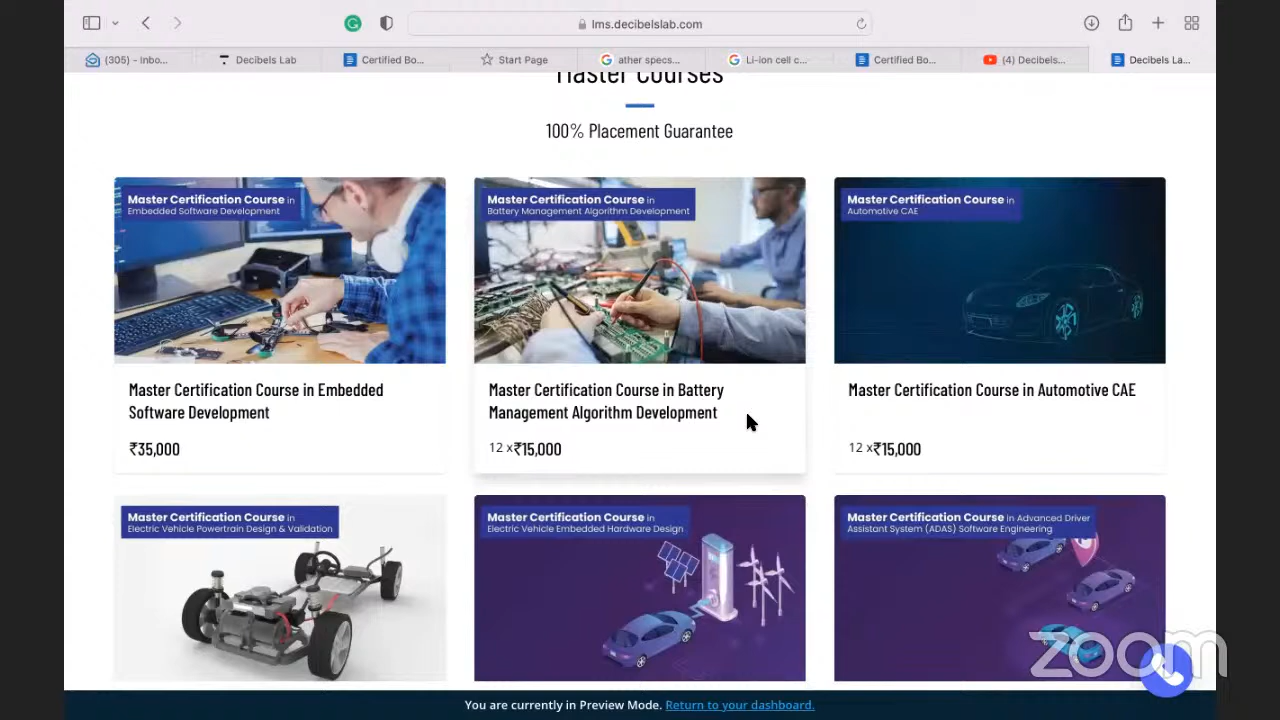 lms.decibelslab.com
(305) - Inbo...
Decibels Lab
Certified Bo...
Start Page
ather specs...
Li-ion cell c...
Certified Bo...
(4) Decibels...
Decibels La...
Master Courses
100% Placement Guarantee
Master Certification Course in
Embedded Software Development
Master Certification Course in
Battery Management Algorithm Development
Master Certification Course in
Automotive CAE
Master Certification Course in Embedded
Software Development
₹35,000
Master Certification Course in Battery
Management Algorithm Development
12 x₹15,000
Master Certification Course in Automotive CAE
12 x₹15,000
Master Certification Course in
Electric Vehicle Powertrain Design & Validation
Master Certification Course in
Electric Vehicle Embedded Hardware Design
Master Certification Course in Advanced Driver
Assistant System (ADAS) Software Engineering
zoom
You are currently in Preview Mode. Return to your dashboard.